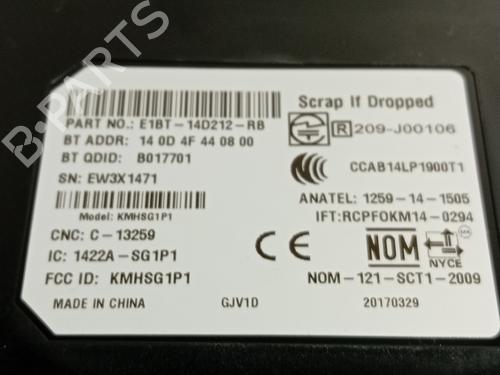 Scrap If Dropped
PART NO.: E1BT-14D212-RB
R 209-J00106
BT ADDR: 14 0D 4F 44 08 00
BT QDID: B017701
CCAB14LP1900T1
SN: EW3X1471
ANATEL: 1259-14-1505
IFT:RCPFOKM14-0294
Model: KMHSG1P1
CNC: C-13259
CE
NOM
NYCE
IC: 1422A-SG1P1
FCC ID: KMHSG1P1
NOM-121-SCT1-2009
MADE IN CHINA
GJV1D
20170329